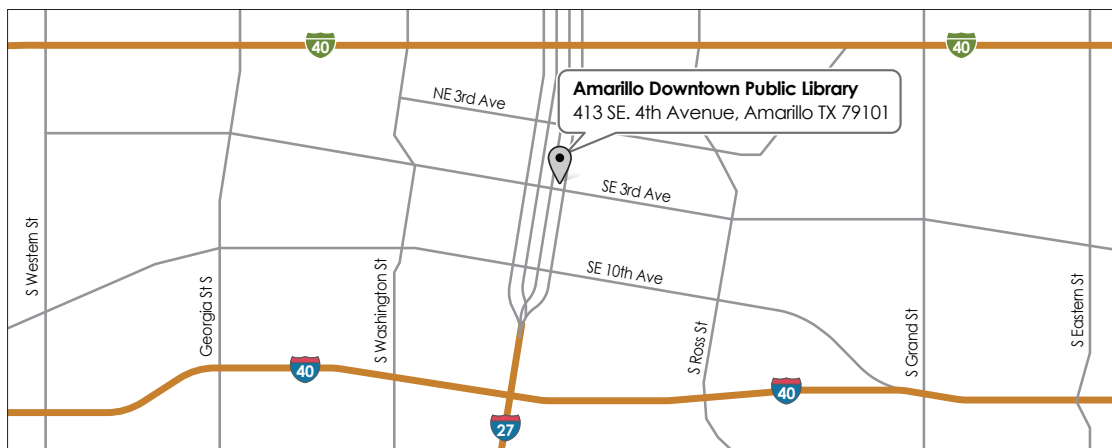 40
40
Amarillo Downtown Public Library
413 SE. 4th Avenue, Amarillo TX 79101
NE 3rd Ave
SE 3rd Ave
SE 10th Ave
S Western St
Georgia St S
S Washington St
S Ross St
S Grand St
S Eastern St
40
40
27